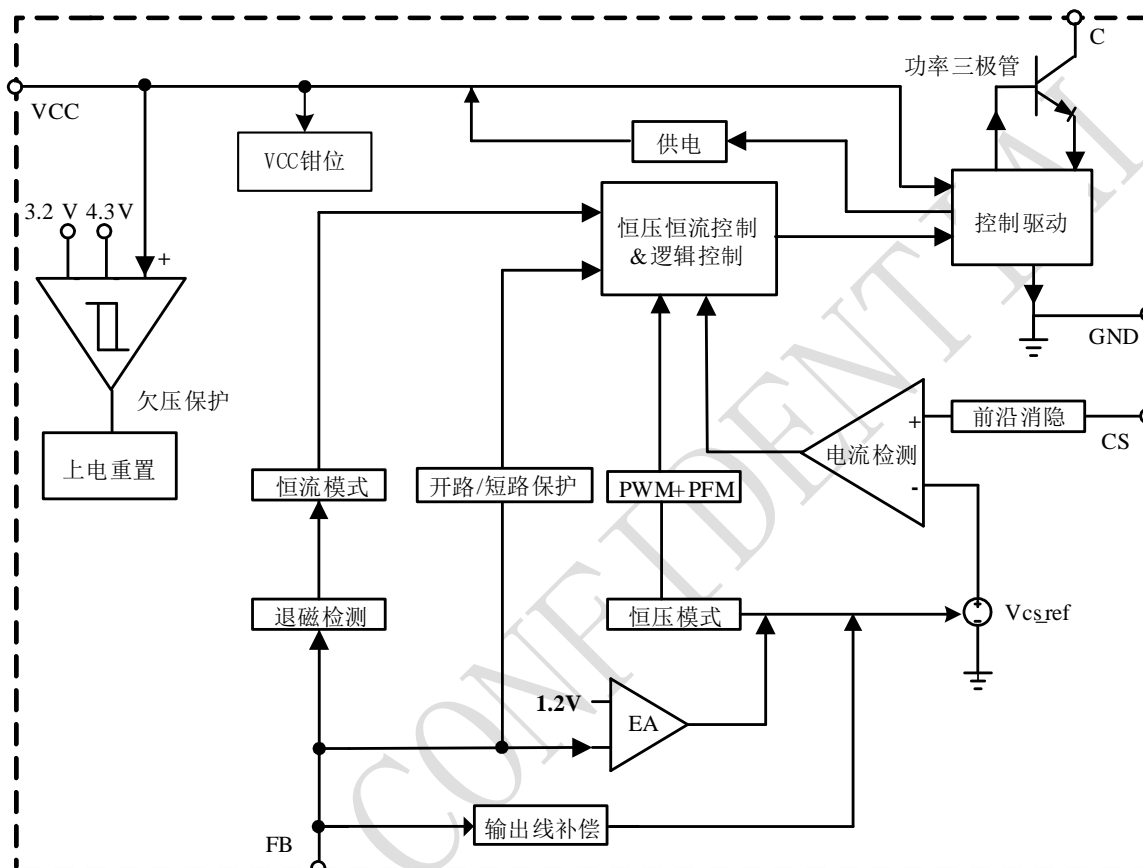 C
功率三极管
VCC
供电
VCC钳位
3.2 V 4.3V
+
恒压恒流控制
&逻辑控制
控制驱动
GND
欠压保护
上电重置
+
前沿消隐
CS
电流检测
-
恒流模式
开路/短路保护
PWM+PFM
退磁检测
恒压模式
+
-
Vcs_ref
1.2V
EA
输出线补偿
FB